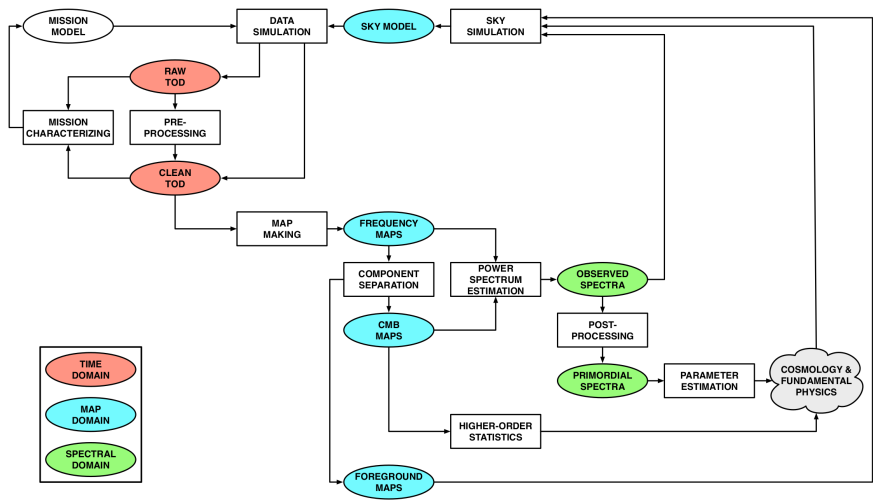 MISSION
MODEL
DATA
SIMULATION
SKY MODEL
SKY
SIMULATION
RAW
TOD
MISSION
CHARACTERIZING
PRE-
PROCESSING
CLEAN
TOD
MAP
MAKING
FREQUENCY
MAPS
COMPONENT
SEPARATION
POWER
SPECTRUM
ESTIMATION
OBSERVED
SPECTRA
CMB
MAPS
POST-
PROCESSING
TIME
DOMAIN
MAP
DOMAIN
SPECTRAL
DOMAIN
PRIMORDIAL
SPECTRA
PARAMETER
ESTIMATION
COSMOLOGY &
FUNDAMENTAL
PHYSICS
HIGHER-ORDER
STATISTICS
FOREGROUND
MAPS